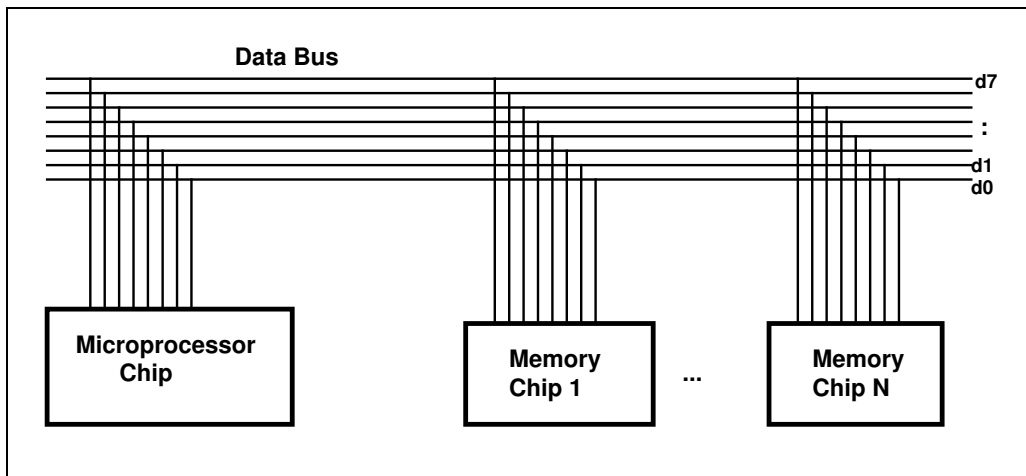 Data Bus
d7
:
d1
d0
Microprocessor
Chip
Memory
Chip 1
...
Memory
Chip N